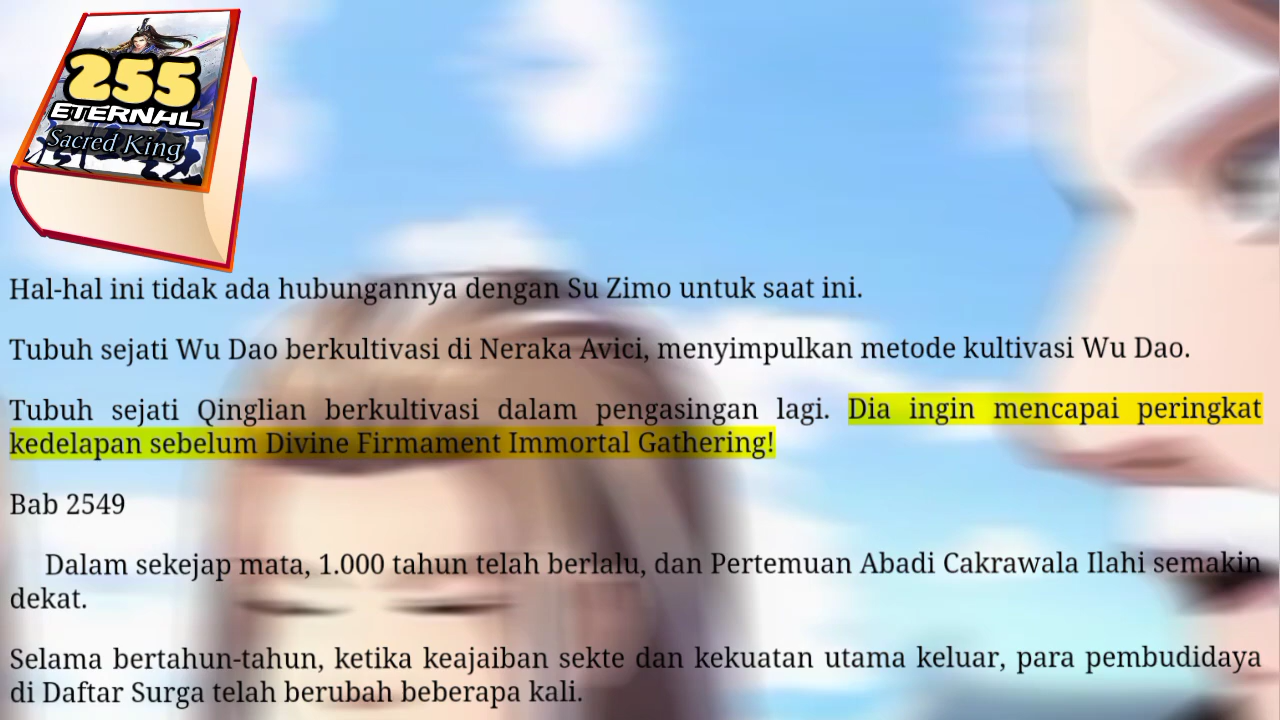 255
ETERNAL
Sacred King
Hal-hal ini tidak ada hubungannya dengan Su Zimo untuk saat ini.
Tubuh sejati Wu Dao berkultivasi di Neraka Avici, menyimpulkan metode kultivasi Wu Dao.
Tubuh sejati Qinglian berkultivasi dalam pengasingan lagi. Dia ingin mencapai peringkat
kedelapan sebelum Divine Firmament Immortal Gathering!
Bab 2549
Dalam sekejap mata, 1.000 tahun telah berlalu, dan Pertemuan Abadi Cakrawala Ilahi semakin
dekat.
Selama bertahun-tahun, ketika keajaiban sekte dan kekuatan utama keluar, para pembudidaya
di Daftar Surga telah berubah beberapa kali.